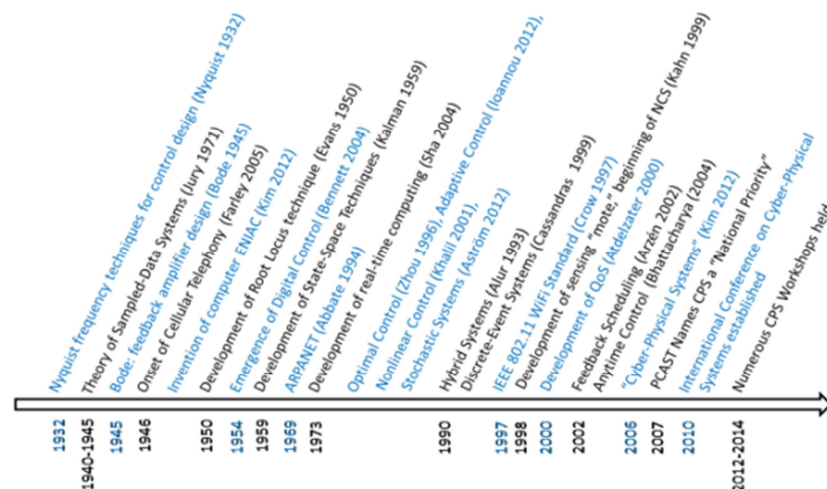 Nyquist frequency techniques for control design (Nyquist 1932)
Theory of Sampled-Data Systems (Jury 1971)
Bode: feedback amplifier design (Bode 1945)
Onset of Cellular Telephony (Farley 2005)
Invention of computer ENIAC (Kim 2012)
Development of Root Locus technique (Evans 1950)
Emergence of Digital Control (Bennett 2004)
Development of State-Space Techniques (Kalman 1959)
ARPANET (Abbate 1994)
Development of real-time computing (Sha 2004)
Optimal Control (Zhou 1996), Adaptive Control (Ioannou 2012),
Nonlinear Control (Khalil 2001),
Stochastic Systems (Aström 2012)
Hybrid Systems (Alur 1993)
Discrete-Event Systems (Cassandras 1999)
IEEE 802.11 WiFi Standard (Crow 1997)
Development of sensing "mote," beginning of NCS (Kahn 1999)
Development of QoS (Adelzater 2000)
Feedback Scheduling (Arzén 2002)
Anytime Control (Bhattacharya (2004)
"Cyber-Physical Systems" (Kim 2012)
PCAST Names CPS a "National Priority"
International Conference on Cyber-Physical
Systems established
Numerous CPS Workshops held
1932
1940-1945
1945
1946
1950
1954
1959
1969
1973
1990
1997
1998
2000
2002
2006
2007
2010
2012-2014